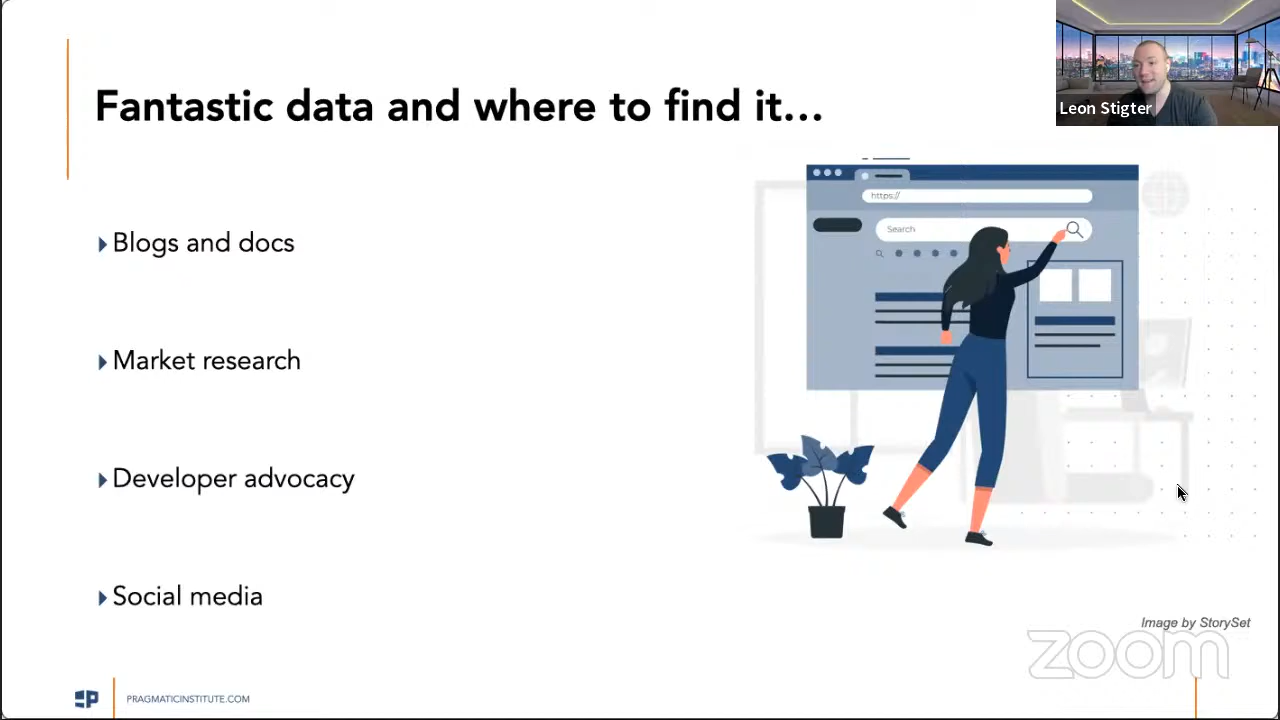 Fantastic data and where to find it...
Leon Stigter
https://
Search
Blogs and docs
Market research
Developer advocacy
Social media
Image by StorySet
zoom
PRAGMATICINSTITUTE.COM